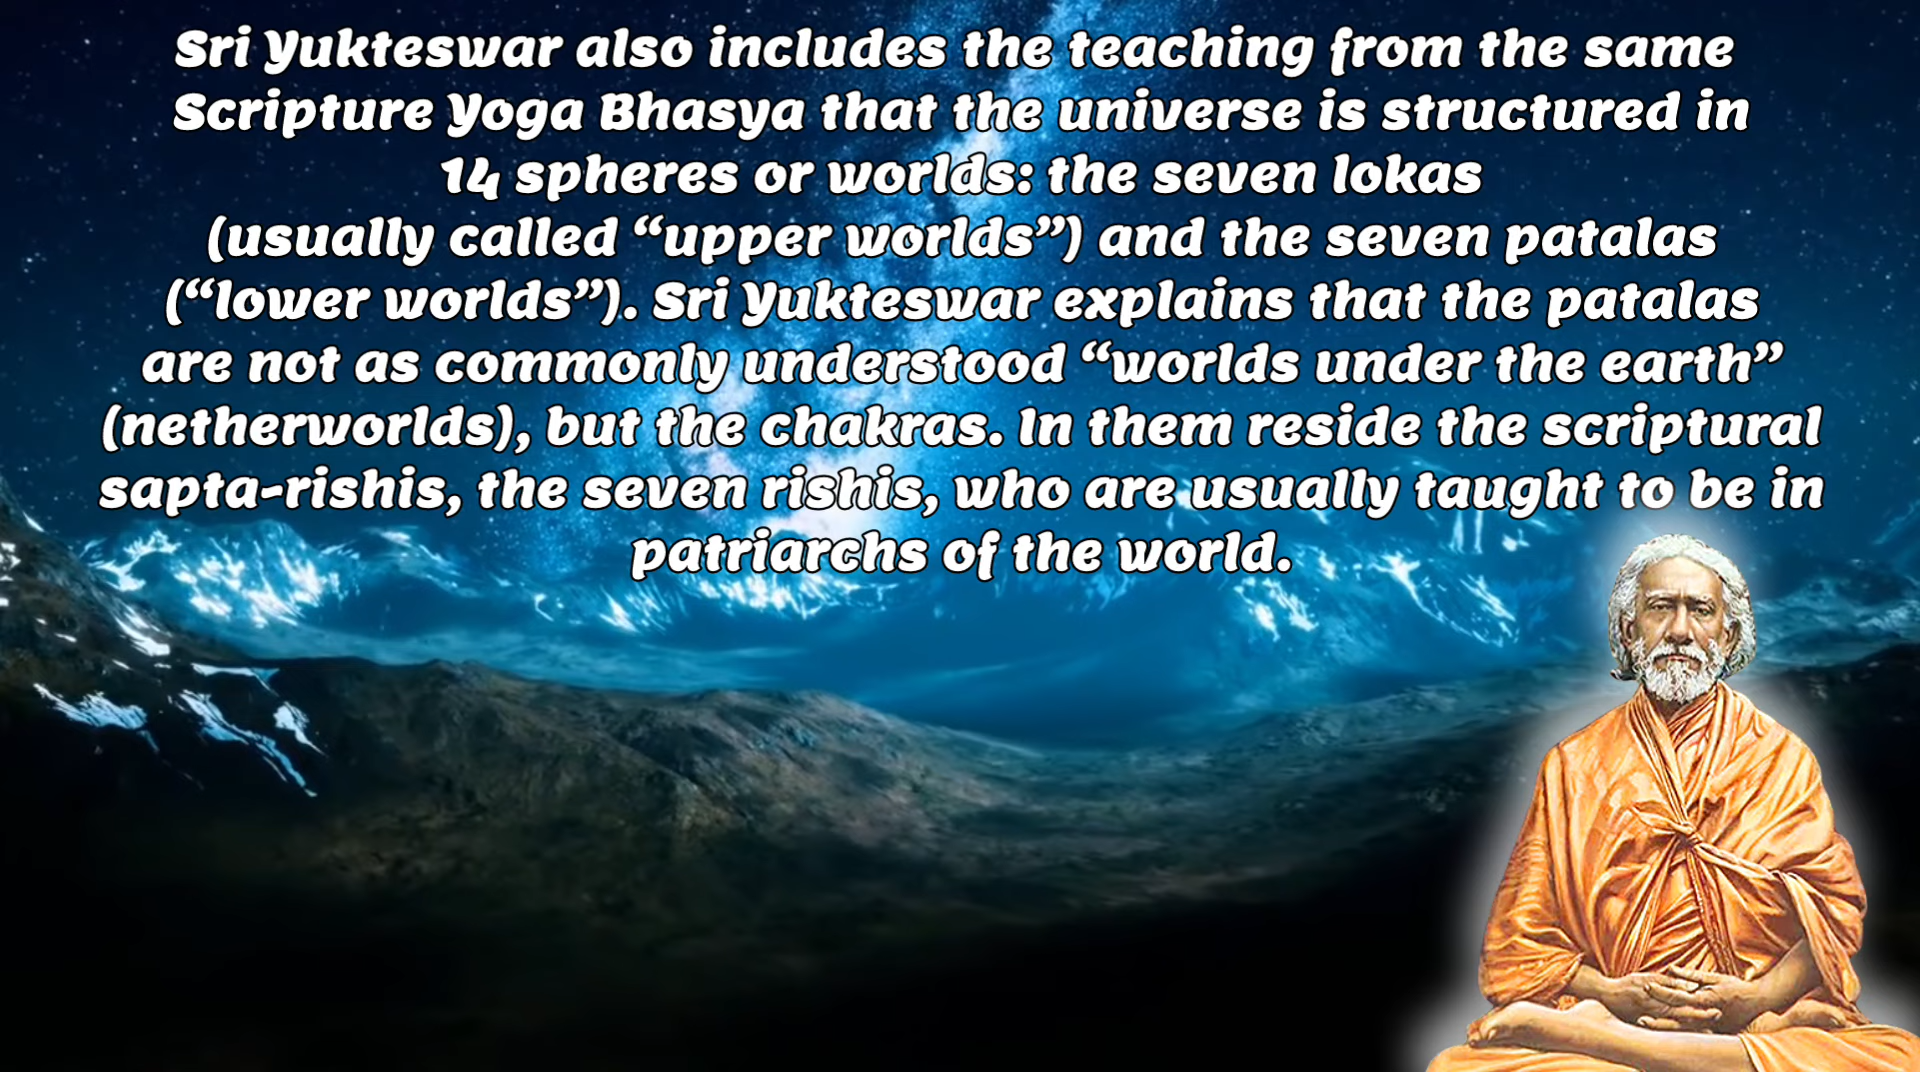 Sri Yukteswar also includes the teaching from the same
Scripture Yoga Bhasya that the universe is structured in
14 spheres or worlds: the seven lokas
(usually called “upper worlds”) and the seven patalas
(“lower worlds”). Sri Yukteswar explains that the patalas
are not as commonly understood “worlds under the earth”
(netherworlds), but the chakras. In them reside the scriptural
sapta-rishis, the seven rishis, who are usually taught to be in
patriarchs of the world.